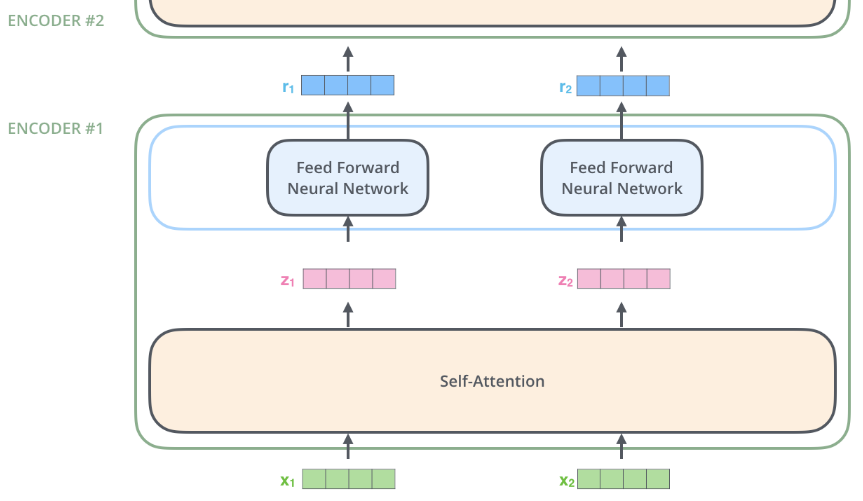 ENCODER #2
r₁ r₂
ENCODER #1
Feed Forward Neural Network
Feed Forward Neural Network
z₁ z₂
Self-Attention
x₁ x₂